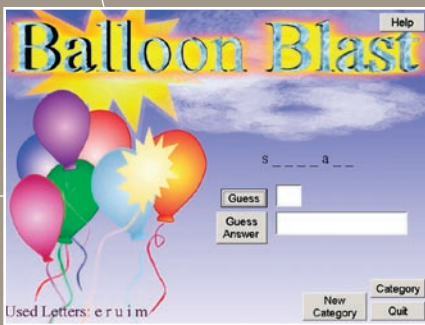 Help
Balloon Blast
s _ _ _ _ a _ _
Guess
Guess
Answer
Category
New
Category
Quit
Used Letters: e r u i m